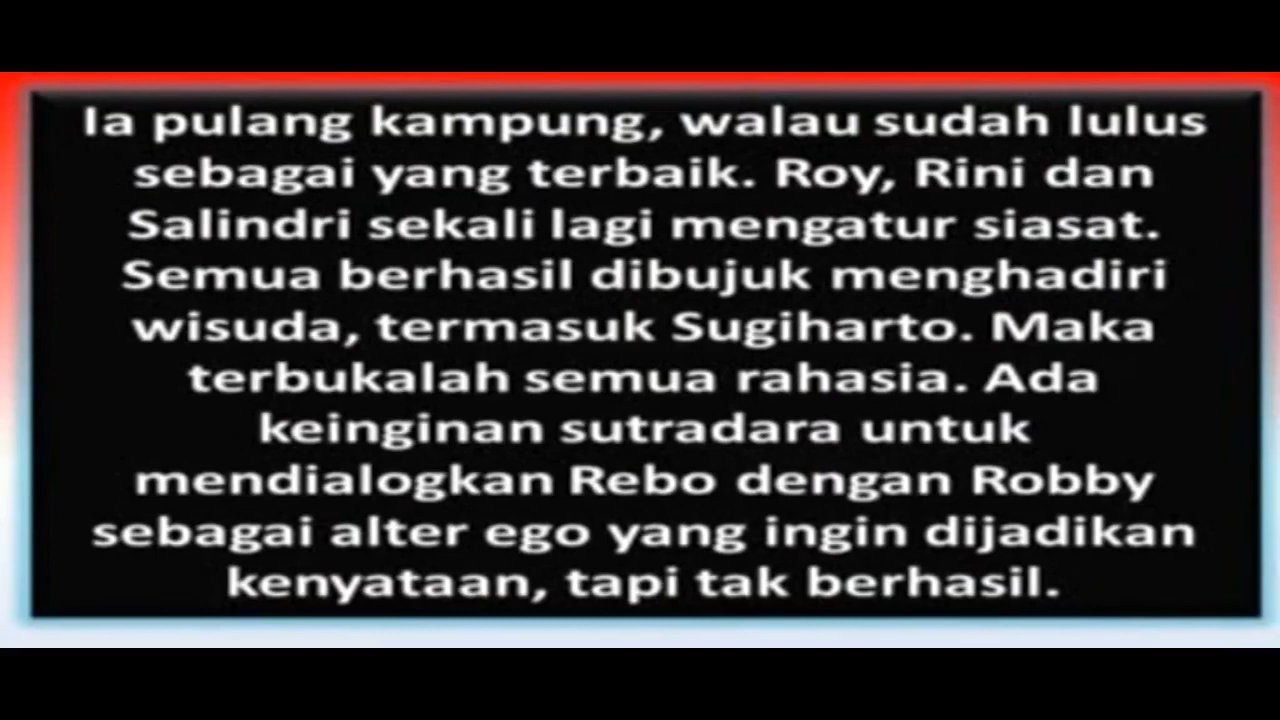 Ia pulang kampung, walau sudah lulus
sebagai yang terbaik. Roy, Rini dan
Salindri sekali lagi mengatur siasat.
Semua berhasil dibujuk menghadiri
wisuda, termasuk Sugiharto. Maka
terbukalah semua rahasia. Ada
keinginan sutradara untuk
mendialogkan Rebo dengan Robby
sebagai alter ego yang ingin dijadikan
kenyataan, tapi tak berhasil.